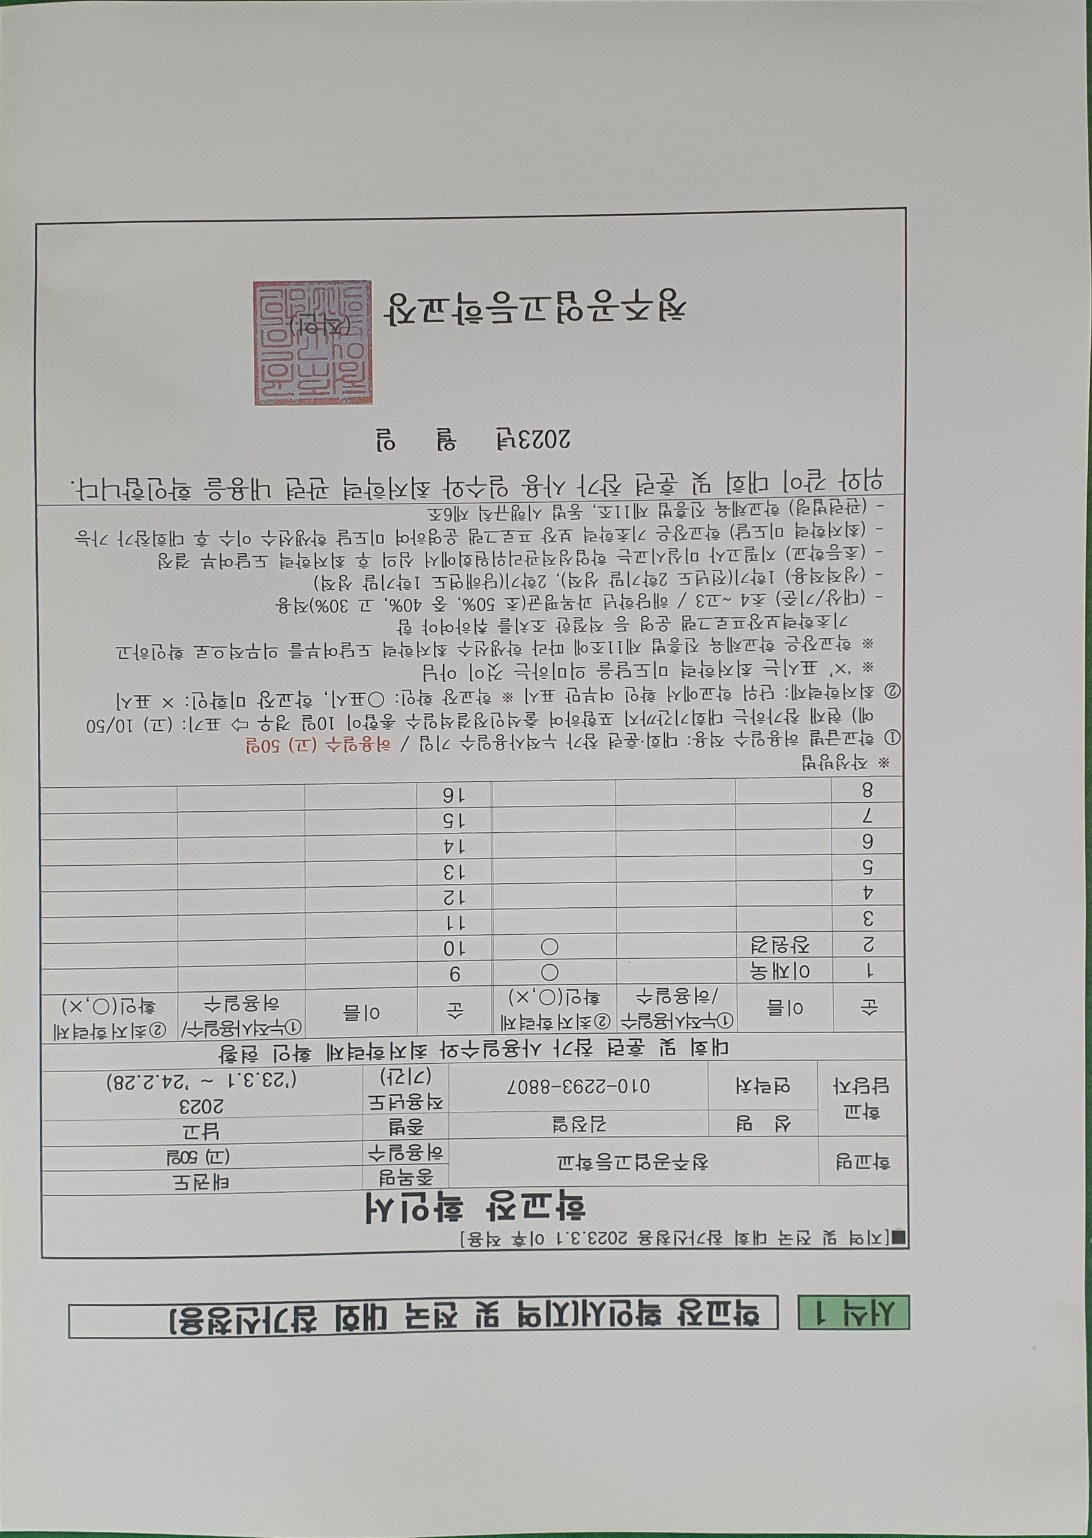 서식 1 학교장 확인서[지역 및 전국 대회 참가신청용]
■[지역 및 전국 대회 참가신청용 2023.3.1 이후 적용]
학교장 확인서
학교명 청주공업고등학교 종목명 태권도
허용일수 (고) 50일
학교 담당자 성 명 김정열 종별 남고
연락처 010-2293-8807 적용년도 (기간) 2023 ('23.3.1 ~ '24.2.28)
대회 및 훈련 참가 사용일수와 최저학력제 확인 현황
순 이름 ①누적사용일수/허용일수 ②최저학력제 확인(○,×) 순 이름 ①누적사용일수/허용일수 ②최저학력제 확인(○,×)
1 이재욱 ○ 9
2 장원경 ○ 10
3 11
4 12
5 13
6 14
7 15
8 16
※ 작성방법
① 학교급별 허용일수 적용: 대회·훈련 참가 누적사용일수 기입 / 허용일수 (고) 50일
예) 현재 참가하는 대회기간까지 포함하여 출석인정결석일수 총합이 10일 경우 ⇨ 표기: (고) 10/50
② 최저학력제: 단위 학교에서 확인 여부만 표시 ※ 학교장 확인: ○표시, 학교장 미확인: × 표시
※ '×' 표시는 최저학력 미도달을 의미하는 것이 아님
※ 학교장은 학교체육 진흥법 제11조에 따라 학생선수 최저학력 도달여부를 의무적으로 확인하고
기초학력보장프로그램 운영 등 적절한 조치를 취하여야 함
- (대상/기준) 초4 ~고3 / 해당학년 과목평균(초 50%, 중 40%, 고 30%)적용
- (성적적용) 1학기(전년도 2학기말 성적), 2학기(당해연도 1학기말 성적)
- (초등학교) 지필고사 미실시교는 학업성적관리위원회에서 심의 후 최저학력 도달여부 결정
- (최저학력 미도달) 학교장은 기초학력 보장 프로그램 운영하여 미도달 학생선수 이수 후 대회참가 가능
- (관련법령) 학교체육 진흥법 제11조, 동법 시행규칙 제6조
위와 같이 대회 및 훈련 참가 사용 일수와 최저학력 관련 내용을 확인합니다.
2023년 월 일
청주공업고등학교장 (직인)